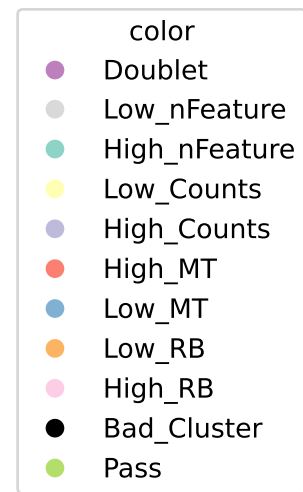 color
Doublet
Low_nFeature
High_nFeature
Low_Counts
High_Counts
High_MT
Low_MT
Low_RB
High_RB
Bad_Cluster
Pass